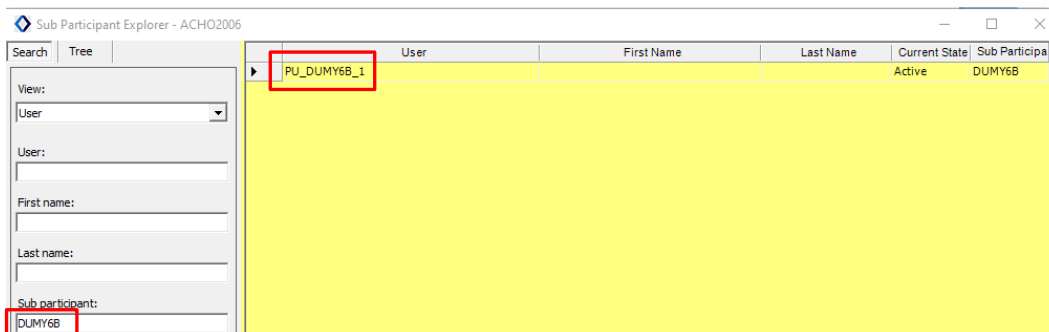 Sub Participant Explorer - ACHO2006
Search Tree
User First Name Last Name Current State Sub Participa
PU_DUMY6B_1 Active DUMY6B
View:
User
User:
First name:
Last name:
Sub participant:
DUMY6B